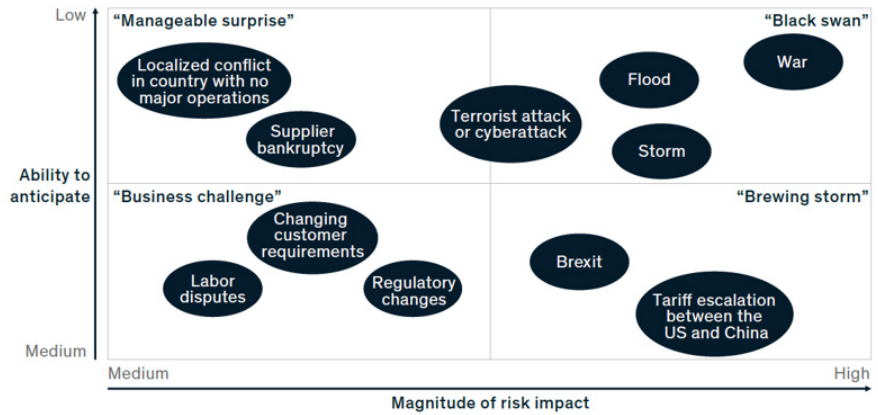 Low
“Manageable surprise”
“Black swan”
Localized conflict
in country with no
major operations
Supplier
bankruptcy
Terrorist attack
or cyberattack
Flood
War
Storm
Ability to
anticipate
“Business challenge”
“Brewing storm”
Changing
customer
requirements
Labor
disputes
Regulatory
changes
Brexit
Tariff escalation
between the
US and China
Medium
Medium
High
Magnitude of risk impact